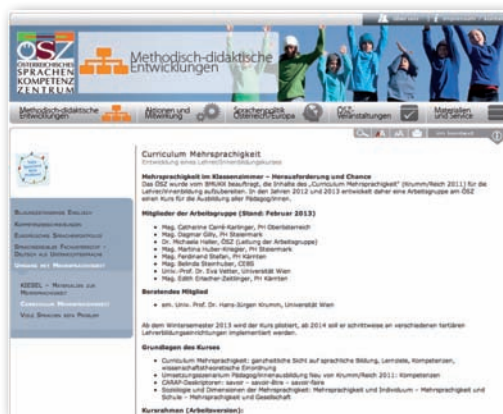 Über uns
ÖSZ
ÖSTERREICHISCHES
SPRACHEN
KOMPETENZ
ZENTRUM
Methodisch-didaktische
Entwicklungen
Methodisch-didaktische
Entwicklungen
Aktionen und
Mitwirkung
Sprachenpolitik
Österreich/Europa
ÖSZ-
Veranstaltungen
Materialien
und Service
Curriculum Mehrsprachigkeit
Entwicklung eines Lehrer/innenbildungskurses
Mehrsprachigkeit im Klassenzimmer – Herausforderung und Chance
Das ÖSZ wurde vom BMUKK beauftragt, die Inhalte des „Curriculum Mehrsprachigkeit" (Krumm/Reich 2011) für die
Lehrer/innenbildung aufzubereiten. In den Jahren 2012 und 2013 entwickelt daher eine Arbeitsgruppe am ÖSZ
einen Kurs für die Ausbildung aller Pädagog/innen.
Mitglieder der Arbeitsgruppe (Stand: Februar 2013)
Mag. Catherine Carré-Karlinger, PH Oberösterreich
Mag. Dagmar Gilly, PH Steiermark
Dr. Michaela Haller, ÖSZ (Leitung der Arbeitsgruppe)
Mag. Martina Huber-Kriegler, PH Steiermark
Mag. Ferdinand Stefan, PH Kärnten
Mag. Belinda Steinhuber, CEBS
Univ.-Prof. Dr. Eva Vetter, Universität Wien
Mag. Edith Erlacher-Zeitlinger, PH Kärnten
Beratendes Mitglied
em. Univ. Prof. Dr. Hans-Jürgen Krumm, Universität Wien
Ab dem Wintersemester 2013 wird der Kurs pilotiert, ab 2014 soll er schrittweise an verschiedenen tertiären
Lehrerbildungseinrichtungen implementiert werden.
Grundlagen des Kurses
Curriculum Mehrsprachigkeit: ganzheitliche Sicht auf sprachliche Bildung, Lernziele, Kompetenzen,
wissenschaftstheoretische Einordnung
Umsetzungsszenarium Pädagog/innenausbildung Neu von Krumm/Reich 2011: Kompetenzen
CARAP-Deskriptoren: savoir – savoir-être – savoir-faire
Soziologie und Dimensionen der Mehrsprachigkeit: Mehrsprachigkeit und Individuum – Mehrsprachigkeit und
Schule – Mehrsprachigkeit und Gesellschaft
Kursrahmen (Arbeitsversion):
Bildungsstandards Englisch
Kompetenzbeschreibungen
Europäisches Sprachenportfolio
Sprachsensibler Fachunterricht –
Deutsch als Unterrichtssprache
Umgang mit Mehrsprachigkeit
KIESEL – Materialien zur
Mehrsprachigkeit
Curriculum Mehrsprachigkeit
Viele Sprachen (k)ein Problem